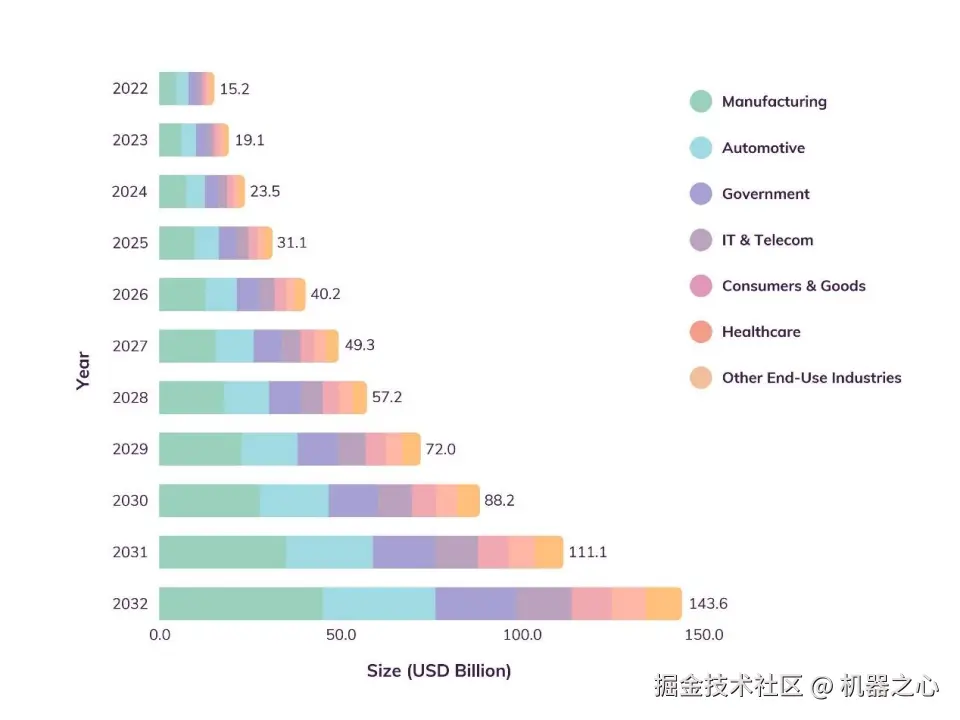 2022 15.2
2023 19.1
2024 23.5
2025 31.1
2026 40.2
2027 49.3
2028 57.2
2029 72.0
2030 88.2
2031 111.1
2032 143.6
0.0 50.0 100.0 150.0
Year
Size (USD Billion)
Manufacturing
Automotive
Government
IT & Telecom
Consumers & Goods
Healthcare
Other End-Use Industries
掘金技术社区 @ 机器之心